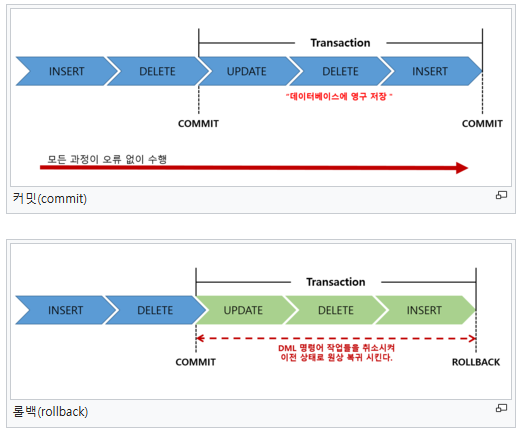 Transaction
INSERT DELETE UPDATE DELETE INSERT
"데이터베이스에 영구 저장 "
COMMIT COMMIT
모든 과정이 오류 없이 수행
커밋(commit)
Transaction
INSERT DELETE UPDATE DELETE INSERT
DML 명령어 작업들을 취소시켜
이전 상태로 원상 복귀 시킨다.
COMMIT ROLLBACK
롤백(rollback)